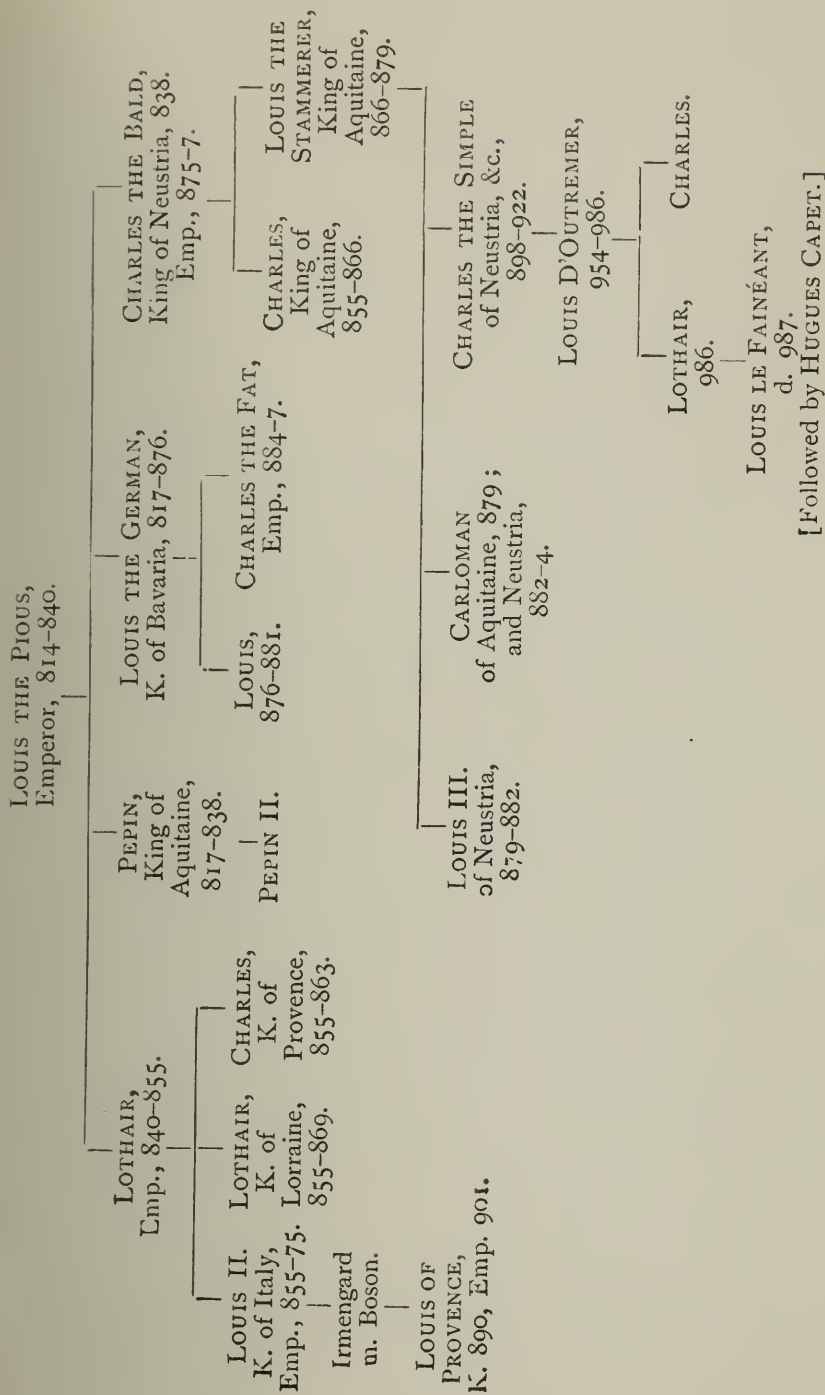 LOUIS THE PIOUS,
Emperor, 814–840.
LOTHAIR,
Emp., 840–855.
PEPIN,
King of
Aquitaine,
817–838.
LOUIS THE GERMAN,
K. of Bavaria, 817–876.
CHARLES THE BALD,
King of Neustria, 838.
Emp., 875–7.
LOUIS II.
K. of Italy,
Emp., 855–75.
LOTHAIR,
K. of
Lorraine,
855–869.
CHARLES,
K. of
Provence,
855–863.
PEPIN II.
LOUIS,
876–881.
CHARLES THE FAT,
Emp., 884–7.
CHARLES,
King of
Aquitaine,
855–866.
LOUIS THE
STAMMERER,
King of
Aquitaine,
866–879.
Irmengard
m. Boson.
LOUIS OF
PROVENCE,
K. 890, Emp. 901.
LOUIS III.
of Neustria,
879–882.
CARLOMAN
of Aquitaine, 879;
and Neustria,
882–4.
CHARLES THE SIMPLE
of Neustria, &c.,
898–922.
LOUIS D'OUTREMER,
954–986.
LOTHAIR,
986.
CHARLES.
LOUIS LE FAINÉANT,
d. 987.
[Followed by HUGUES CAPET.]